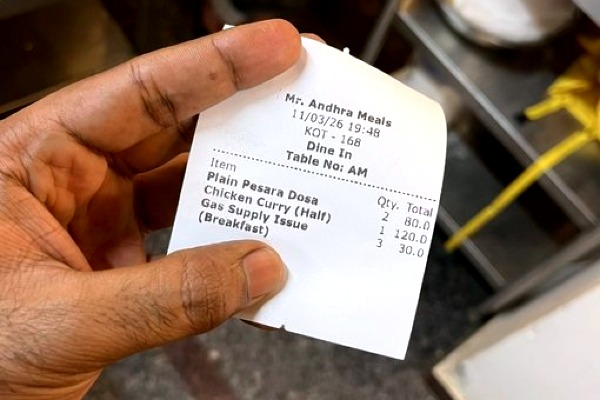 Mr. Andhra Meals
11/03/26 19:48
KOT - 168
Dine In
Table No: AM
Item Qty. Total
Plain Pesara Dosa 2 80.0
Chicken Curry (Half) 1 120.0
Gas Supply Issue 3 30.0
(Breakfast)